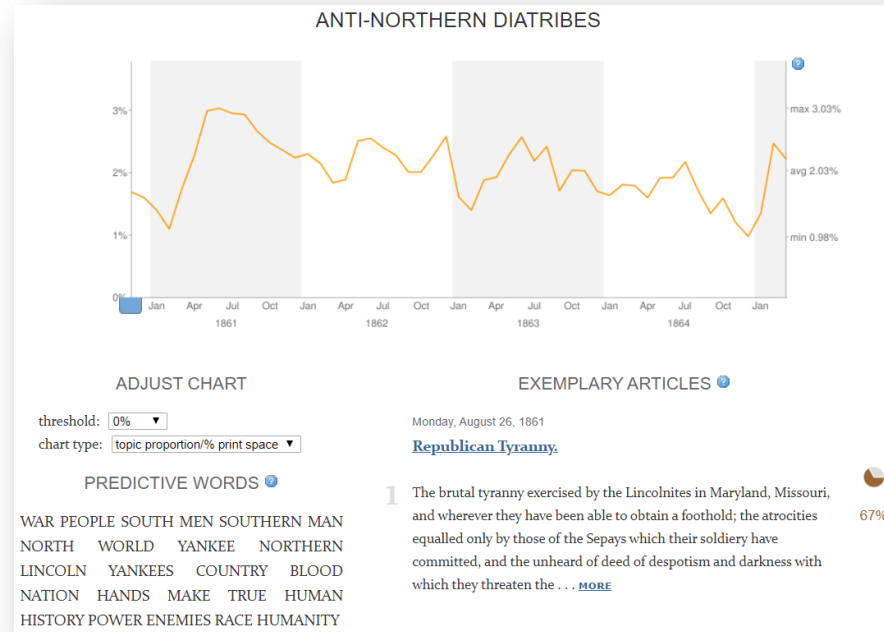 ANTI-NORTHERN DIATRIBES
3%
2%
1%
0%
max 3.03%
avg 2.03%
min 0.98%
Jan Apr Jul Oct Jan Apr Jul Oct Jan Apr Jul Oct Jan Apr Jul Oct Jan
1861 1862 1863 1864
ADJUST CHART
threshold: 0%
chart type: topic proportion/% print space
PREDICTIVE WORDS
WAR PEOPLE SOUTH MEN SOUTHERN MAN
NORTH WORLD YANKEE NORTHERN
LINCOLN YANKEES COUNTRY BLOOD
NATION HANDS MAKE TRUE HUMAN
HISTORY POWER ENEMIES RACE HUMANITY
EXEMPLARY ARTICLES
Monday, August 26, 1861
Republican Tyranny.
1
The brutal tyranny exercised by the Lincolnites in Maryland, Missouri,
and wherever they have been able to obtain a foothold; the atrocities
equalled only by those of the Sepays which their soldiery have
committed, and the unheard of deed of despotism and darkness with
which they threaten the . . . MORE
67%